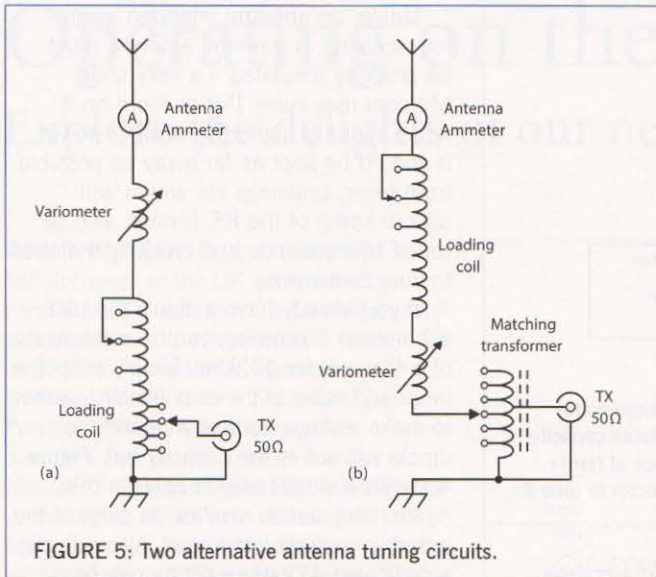 A
Antenna
Ammeter
Variometer
Loading
coil
TX
50Ω
(a)
A
Antenna
Ammeter
Loading
coil
Matching
transformer
Variometer
TX
50Ω
(b)
FIGURE 5: Two alternative antenna tuning circuits.